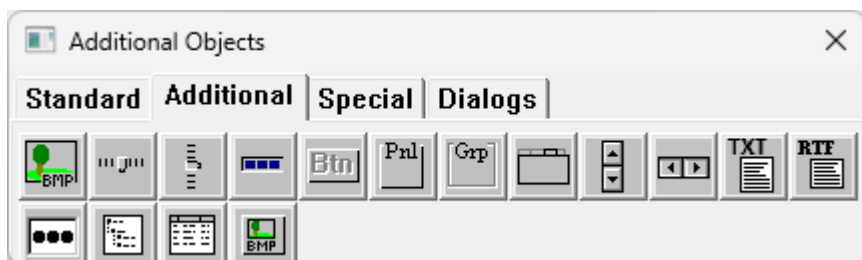 Additional Objects
Standard Additional Special Dialogs
BMP Btn Pnl Grp TXT RTF
BMP